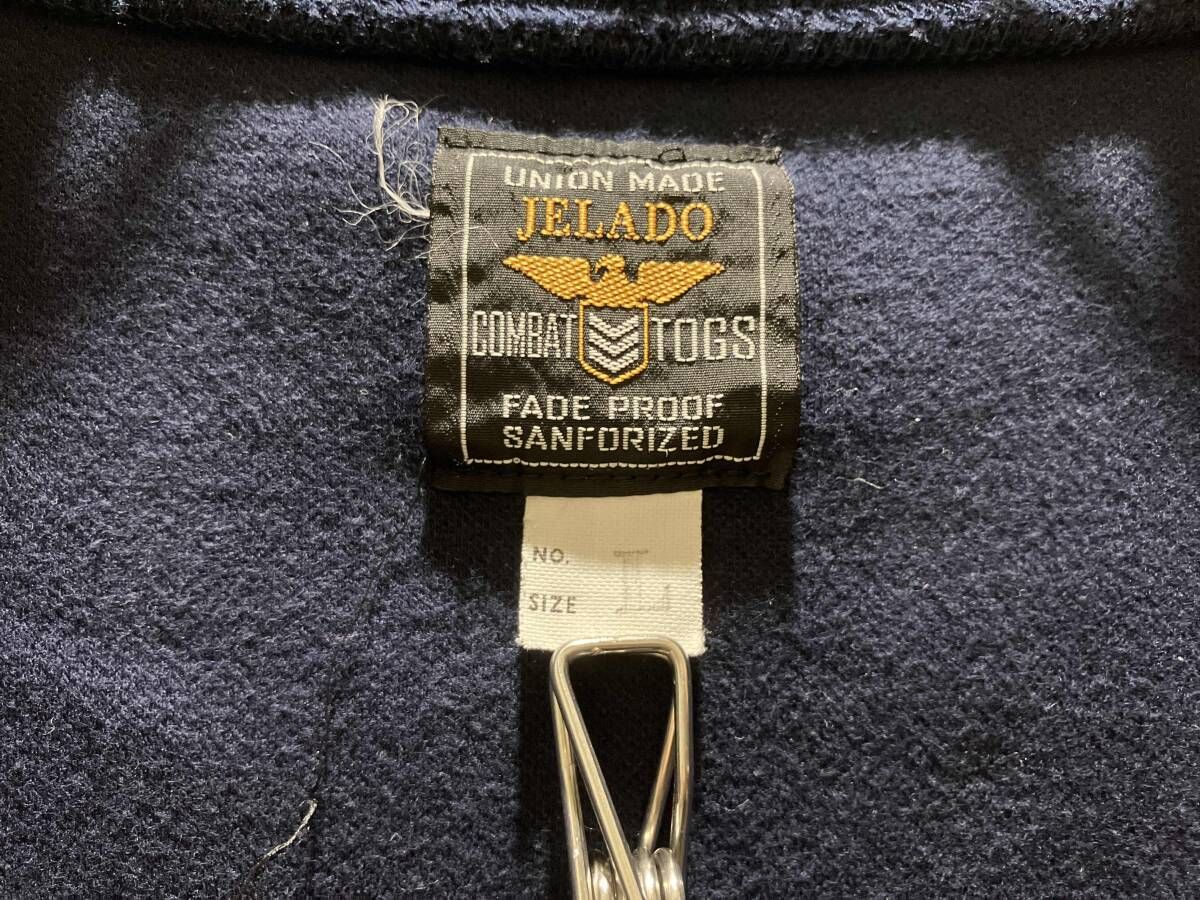 UNION MADE
JELADO
COMBAT TOGS
FADE PROOF
SANFORIZED
NO.
L
SIZE